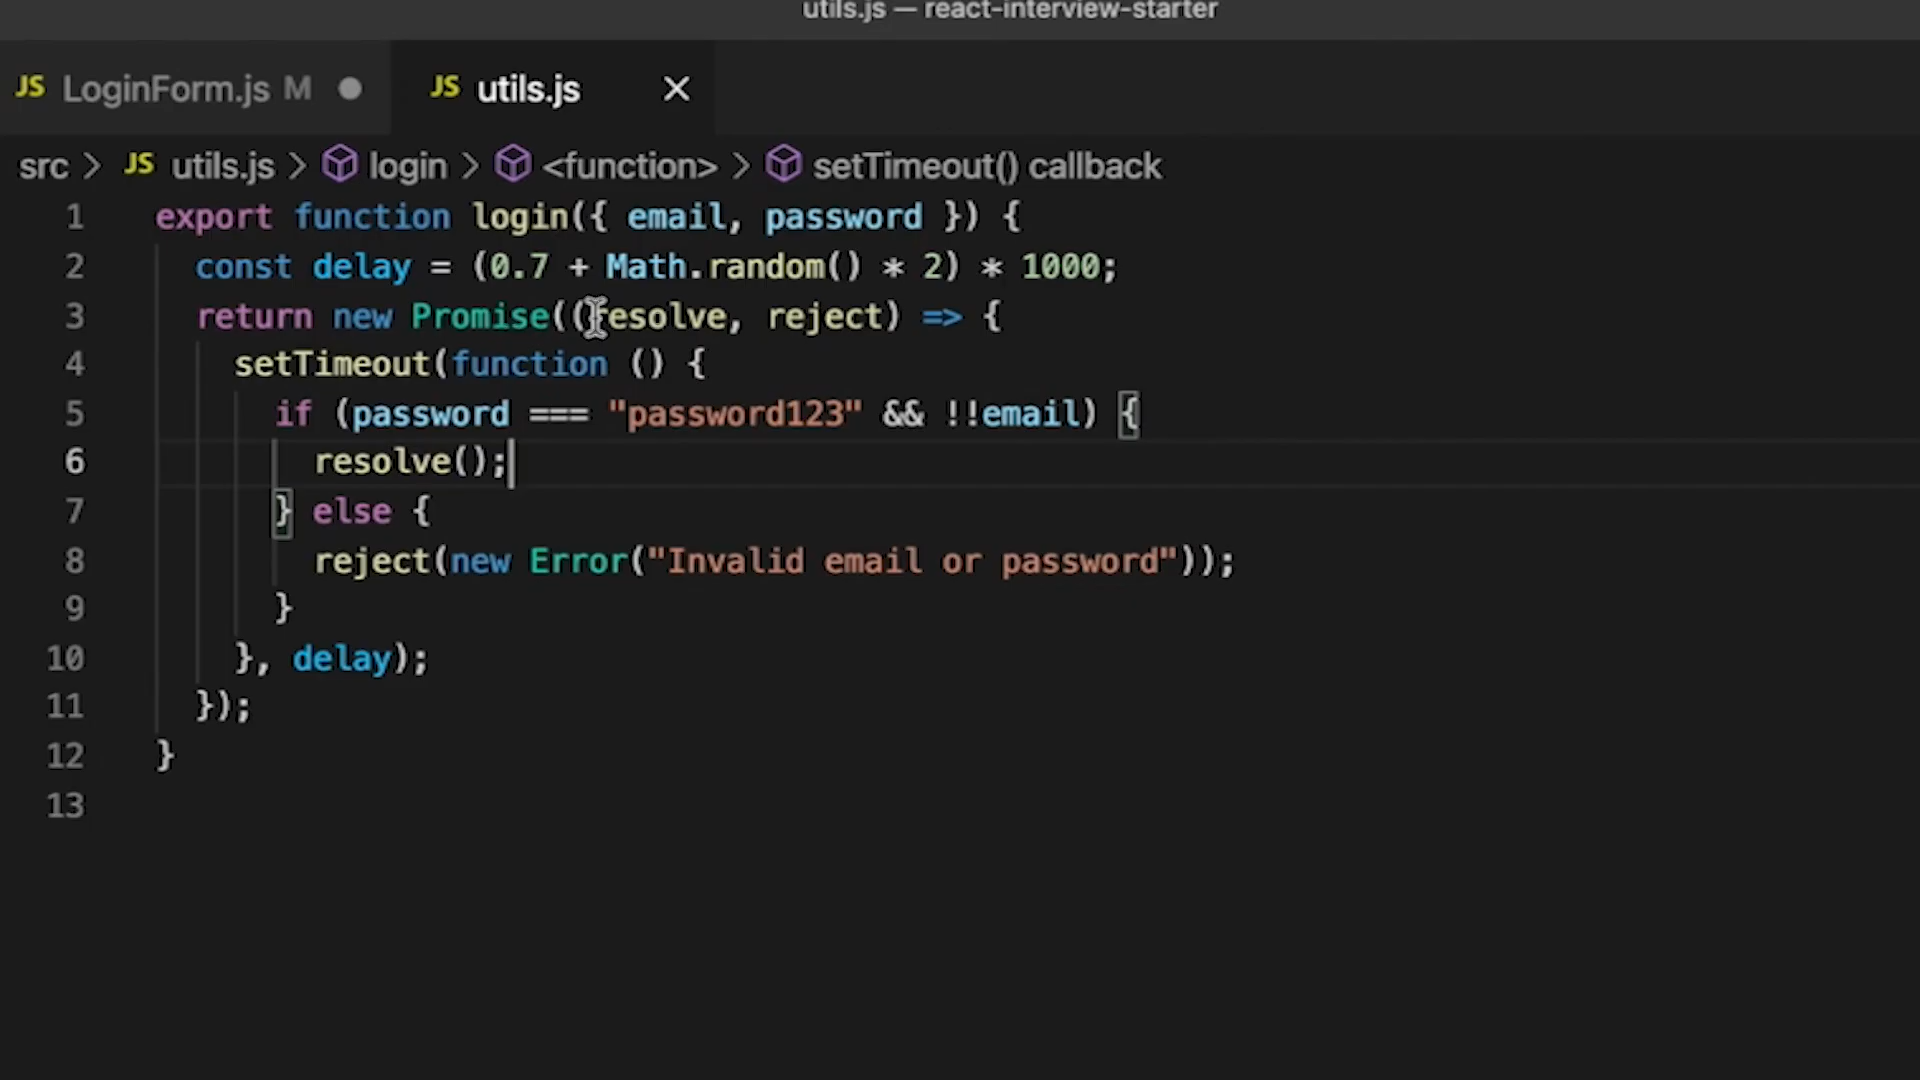 utils.js — react-interview-starter
JS LoginForm.js M ● JS utils.js ×
src > JS utils.js > login > <function> > setTimeout() callback
1 export function login({ email, password }) {
2   const delay = (0.7 + Math.random() * 2) * 1000;
3   return new Promise((resolve, reject) => {
4     setTimeout(function () {
5       if (password === "password123" && !!email) {
6         resolve();
7       } else {
8         reject(new Error("Invalid email or password"));
9       }
10     }, delay);
11   });
12 }
13